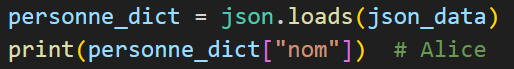 personne_dict = json.loads(json_data)
print(personne_dict["nom"])  # Alice